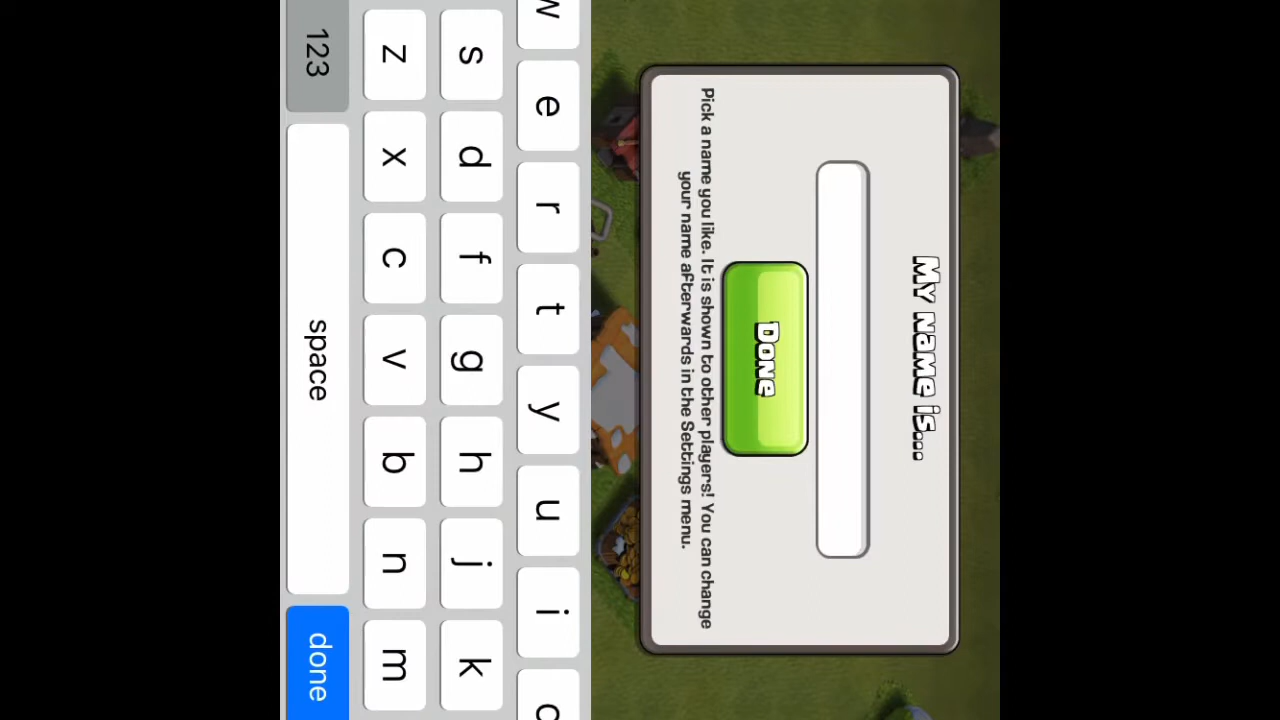 My name is...
Done
Pick a name you like. It is shown to other players! You can change
your name afterwards in the Settings menu.
w e r t y u i
s d f g h j k
z x c v b n m
123 space done